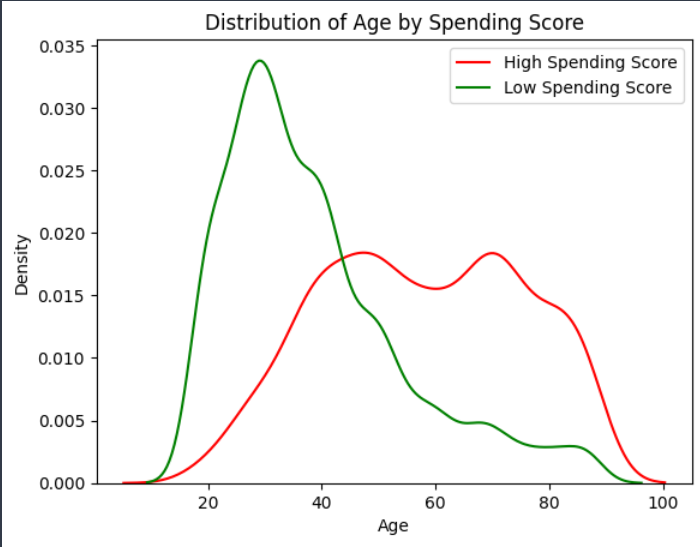 Distribution of Age by Spending Score
High Spending Score
Low Spending Score
Density
0.035
0.030
0.025
0.020
0.015
0.010
0.005
0.000
20 40 60 80 100
Age